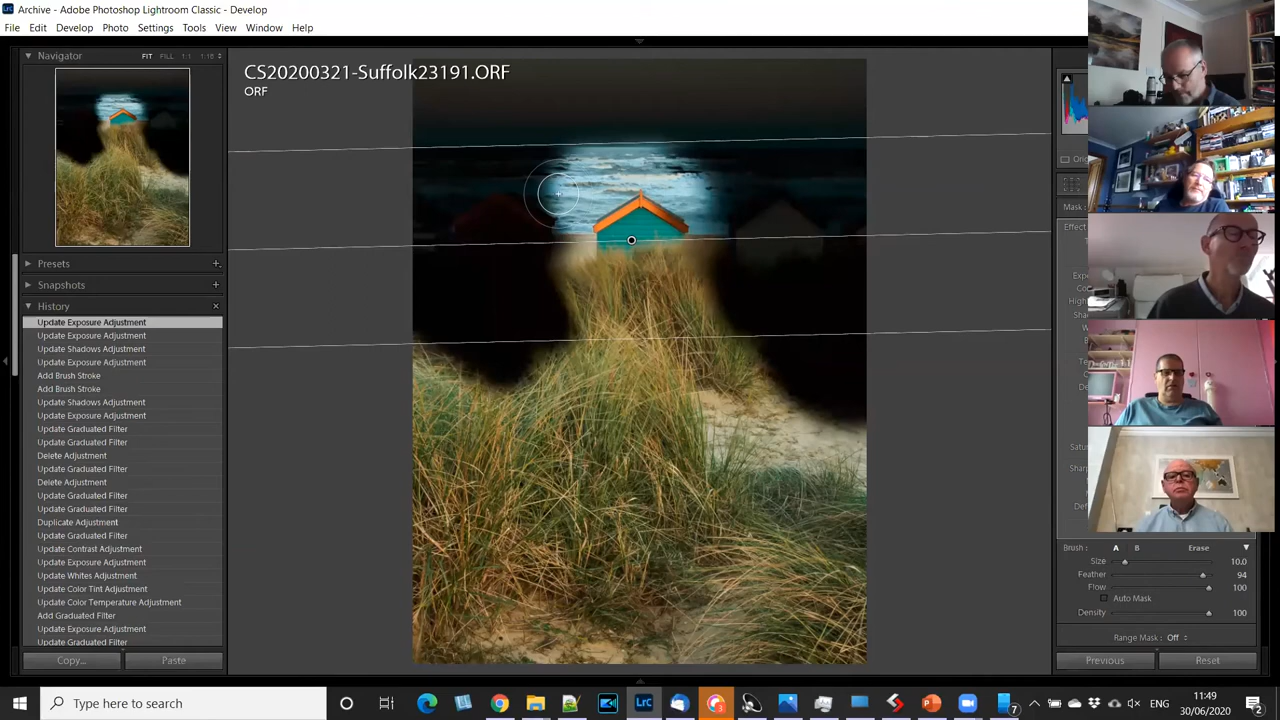 Archive - Adobe Photoshop Lightroom Classic - Develop
File Edit Develop Photo Settings Tools View Window Help
Navigator FIT FILL 1:1 1:16
CS20200321-Suffolk23191.ORF
ORF
Presets
Snapshots
History
Update Exposure Adjustment
Update Exposure Adjustment
Update Shadows Adjustment
Update Exposure Adjustment
Add Brush Stroke
Add Brush Stroke
Update Shadows Adjustment
Update Exposure Adjustment
Update Graduated Filter
Update Graduated Filter
Delete Adjustment
Update Graduated Filter
Delete Adjustment
Update Graduated Filter
Update Graduated Filter
Duplicate Adjustment
Update Graduated Filter
Update Contrast Adjustment
Update Exposure Adjustment
Update Whites Adjustment
Update Color Tint Adjustment
Update Color Temperature Adjustment
Add Graduated Filter
Update Exposure Adjustment
Update Graduated Filter
Copy... Paste
Mask
Brush : A B Erase
Size 10.0
Feather 94
Flow 100
Auto Mask
Density 100
Range Mask : Off
Previous Reset
Type here to search
ENG
11:49
30/06/2020